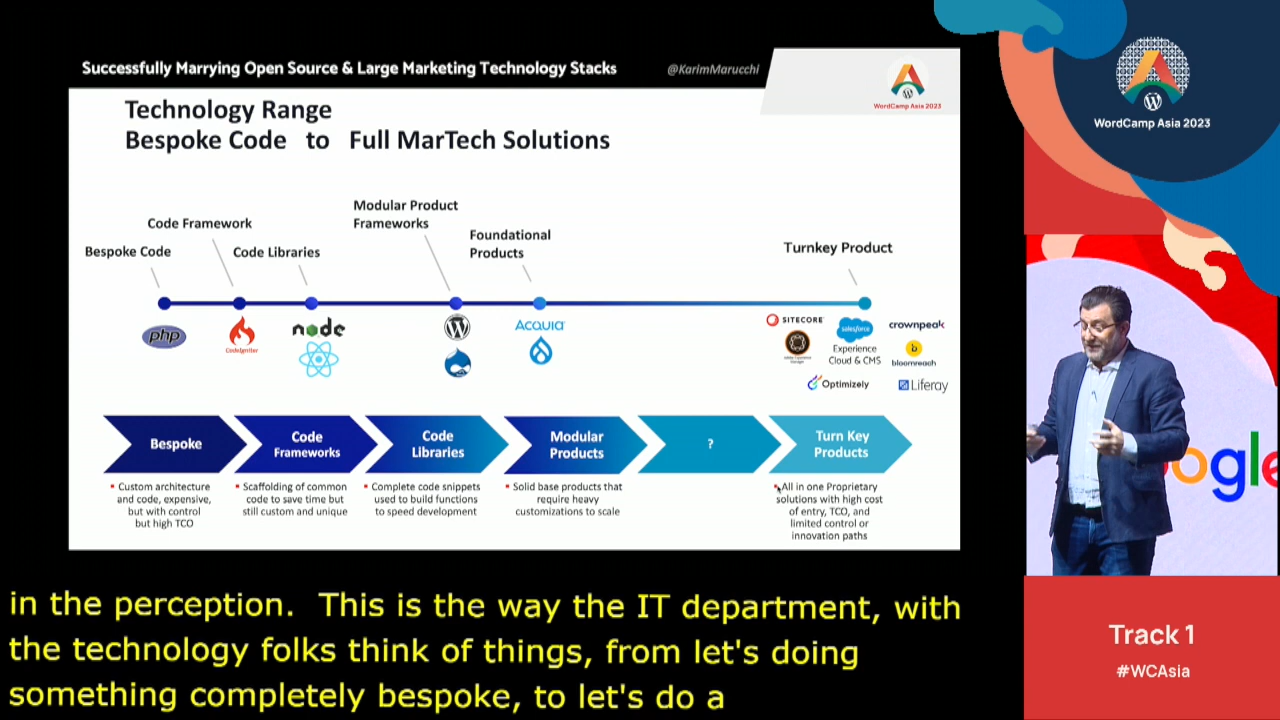 Successfully Marrying Open Source & Large Marketing Technology Stacks
@KarimMarucchi
WordCamp Asia 2023
Technology Range
Bespoke Code to Full MarTech Solutions
Modular Product
Frameworks
Code Framework
Foundational
Products
Bespoke Code
Code Libraries
Turnkey Product
php
CodeIgniter
node
ACQUIA
SITECORE
salesforce
Experience
Cloud & CMS
crownpeak
b
bloomreach
Optimizely
Liferay
Bespoke
Code
Frameworks
Code
Libraries
Modular
Products
?
Turn Key
Products
Custom architecture
and code, expensive,
but with control
but high TCO
Scaffolding of common
code to save time but
still custom and unique
Complete code snippets
used to build functions
to speed development
Solid base products that
require heavy
customizations to scale
All in one Proprietary
solutions with high cost
of entry, TCO, and
limited control or
innovation paths
WordCamp Asia 2023
ogle
Track 1
#WCAsia
in the perception. This is the way the IT department, with
the technology folks think of things, from let's doing
something completely bespoke, to let's do a